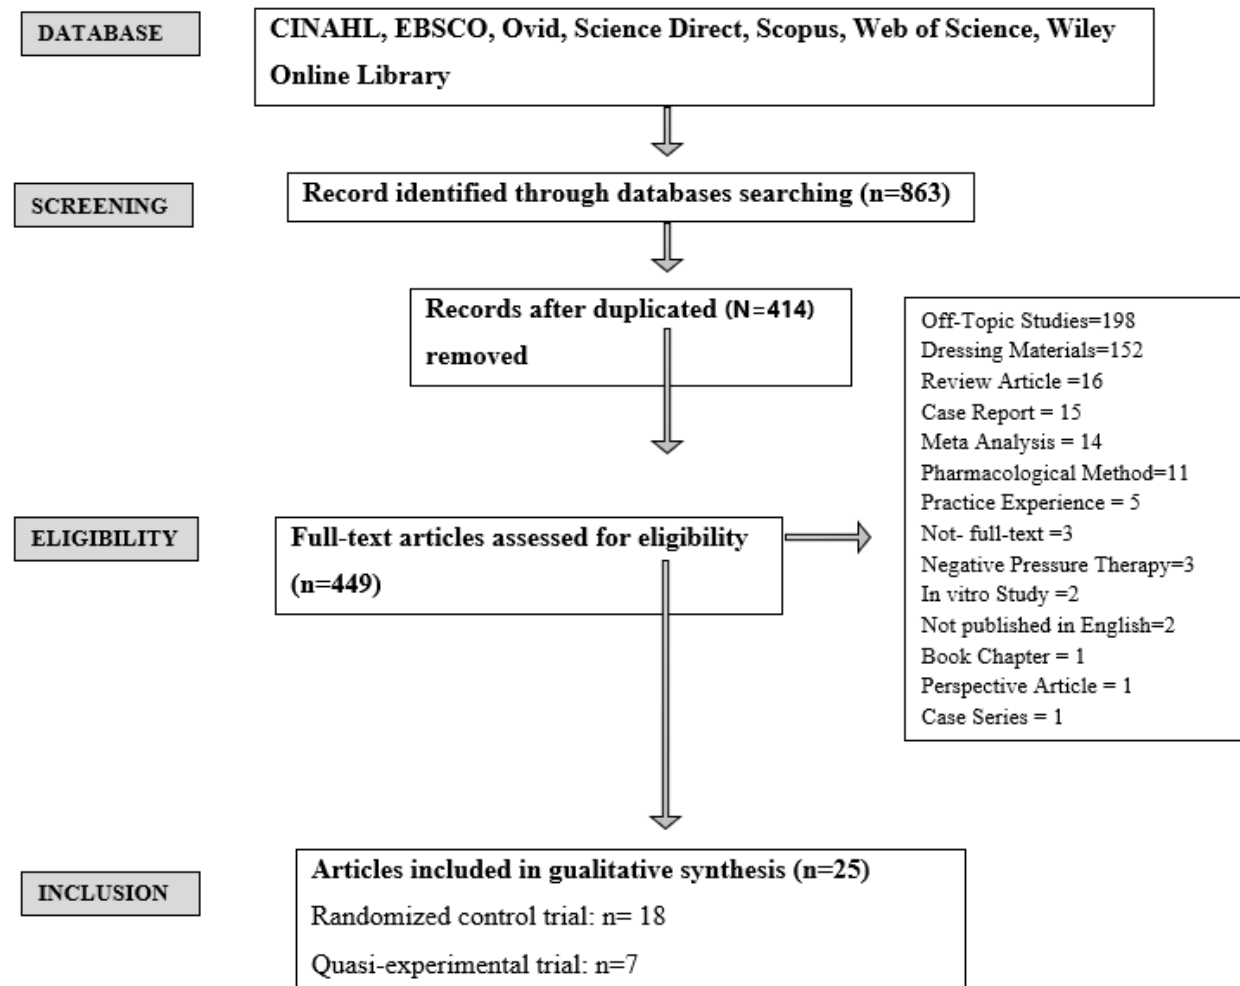 DATABASE
CINAHL, EBSCO, Ovid, Science Direct, Scopus, Web of Science, Wiley
Online Library
SCREENING
Record identified through databases searching (n=863)
Records after duplicated (N=414)
removed
ELIGIBILITY
Full-text articles assessed for eligibility
(n=449)
Off-Topic Studies=198
Dressing Materials=152
Review Article =16
Case Report = 15
Meta Analysis = 14
Pharmacological Method=11
Practice Experience = 5
Not- full-text =3
Negative Pressure Therapy=3
In vitro Study =2
Not published in English=2
Book Chapter = 1
Perspective Article = 1
Case Series = 1
INCLUSION
Articles included in gualitative synthesis (n=25)
Randomized control trial: n= 18
Quasi-experimental trial: n=7